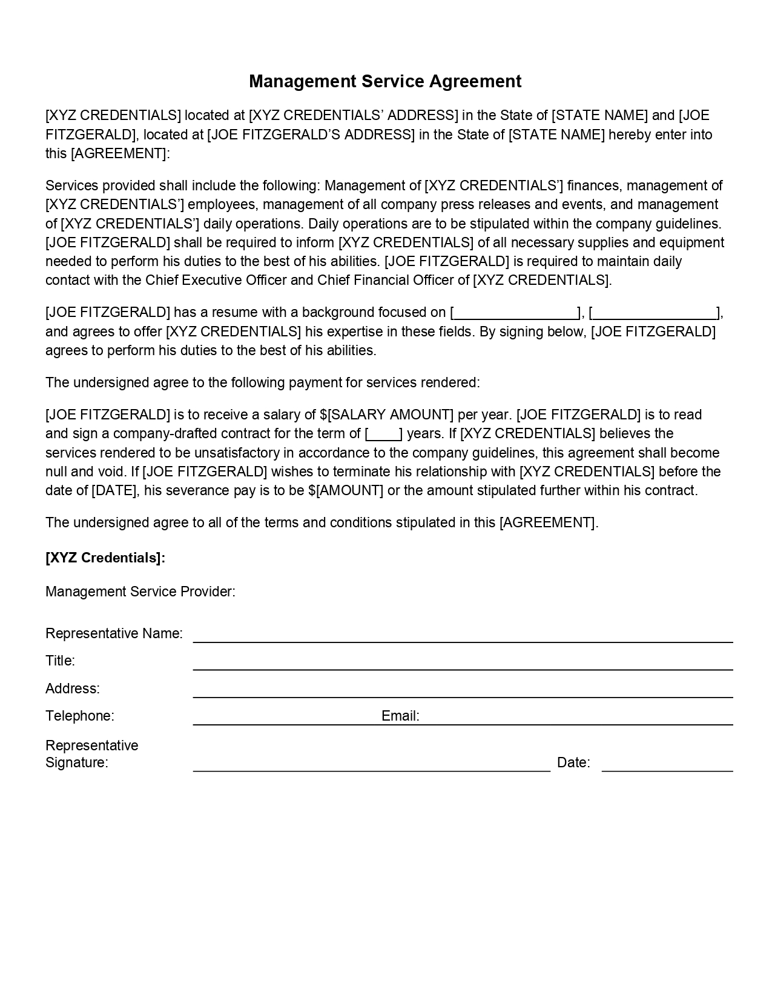 Management Service Agreement
[XYZ CREDENTIALS] located at [XYZ CREDENTIALS’ ADDRESS] in the State of [STATE NAME] and [JOE
FITZGERALD], located at [JOE FITZGERALD’S ADDRESS] in the State of [STATE NAME] hereby enter into
this [AGREEMENT]:
Services provided shall include the following: Management of [XYZ CREDENTIALS’] finances, management of
[XYZ CREDENTIALS’] employees, management of all company press releases and events, and management
of [XYZ CREDENTIALS’] daily operations. Daily operations are to be stipulated within the company guidelines.
[JOE FITZGERALD] shall be required to inform [XYZ CREDENTIALS] of all necessary supplies and equipment
needed to perform his duties to the best of his abilities. [JOE FITZGERALD] is required to maintain daily
contact with the Chief Executive Officer and Chief Financial Officer of [XYZ CREDENTIALS].
[JOE FITZGERALD] has a resume with a background focused on [________________], [________________],
and agrees to offer [XYZ CREDENTIALS] his expertise in these fields. By signing below, [JOE FITZGERALD]
agrees to perform his duties to the best of his abilities.
The undersigned agree to the following payment for services rendered:
[JOE FITZGERALD] is to receive a salary of $[SALARY AMOUNT] per year. [JOE FITZGERALD] is to read
and sign a company-drafted contract for the term of [____] years. If [XYZ CREDENTIALS] believes the
services rendered to be unsatisfactory in accordance to the company guidelines, this agreement shall become
null and void. If [JOE FITZGERALD] wishes to terminate his relationship with [XYZ CREDENTIALS] before the
date of [DATE], his severance pay is to be $[AMOUNT] or the amount stipulated further within his contract.
The undersigned agree to all of the terms and conditions stipulated in this [AGREEMENT].
[XYZ Credentials]:
Management Service Provider:
Representative Name:
Title:
Address:
Telephone: Email:
Representative
Signature: Date: